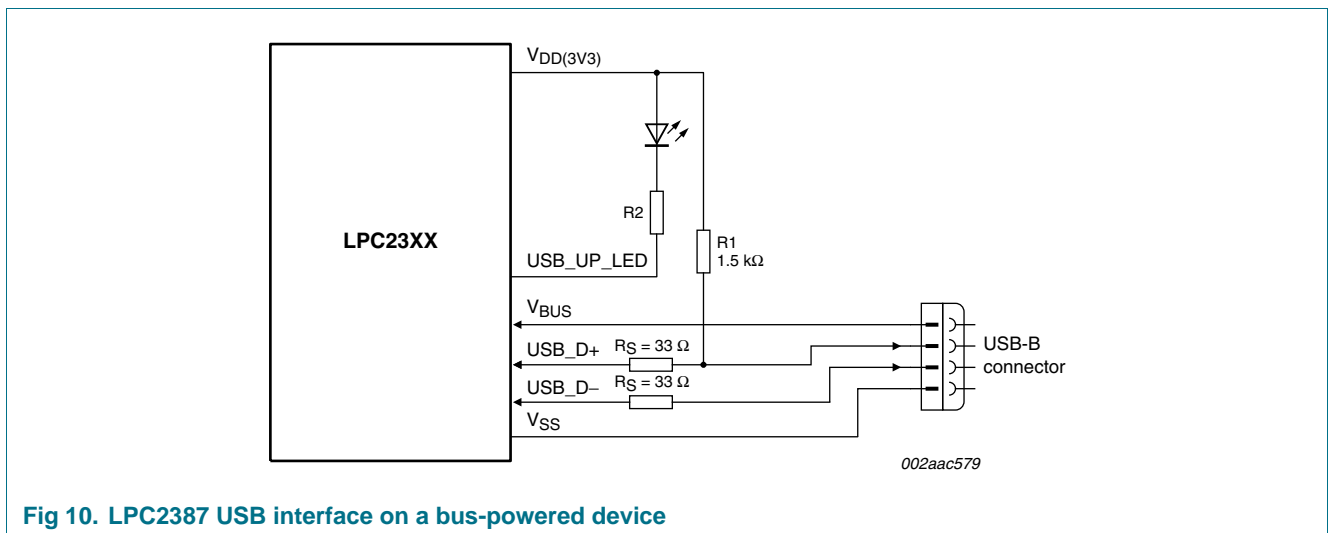 VDD(3V3)
R2
LPC23XX
R1
1.5 kΩ
USB_UP_LED
VBUS
USB_D+
RS = 33 Ω
USB-B
connector
USB_D–
RS = 33 Ω
VSS
002aac579
Fig 10. LPC2387 USB interface on a bus-powered device